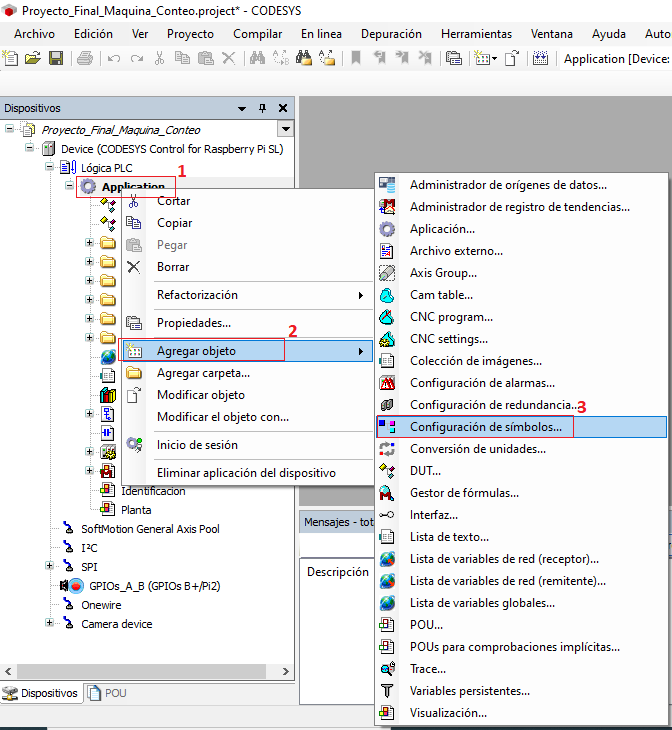 Proyecto_Final_Maquina_Conteo.project* - CODESYS
Archivo Edición Ver Proyecto Compilar En linea Depuración Herramientas Ventana Ayuda Auto
Application [Device:
Dispositivos
Proyecto_Final_Maquina_Conteo
Device (CODESYS Control for Raspberry Pi SL)
Lógica PLC
1
Application
Cortar
Copiar
Pegar
Borrar
Refactorización
Propiedades...
2
Agregar objeto
Agregar carpeta...
Modificar objeto
Modificar el objeto con...
Inicio de sesión
Eliminar aplicación del dispositivo
Administrador de orígenes de datos...
Administrador de registro de tendencias...
Aplicación...
Archivo externo...
Axis Group...
Cam table...
CNC program...
CNC settings...
Colección de imágenes...
Configuración de alarmas...
Configuración de redundancia...
3
Configuración de símbolos...
Conversión de unidades...
DUT...
Gestor de fórmulas...
Interfaz...
Lista de texto...
Lista de variables de red (receptor)...
Lista de variables de red (remitente)...
Lista de variables globales...
POU...
POUs para comprobaciones implícitas...
Trace...
Variables persistentes...
Visualización...
Identificacion
Planta
SoftMotion General Axis Pool
I²C
SPI
GPIOs_A_B (GPIOs B+/Pi2)
Onewire
Camera device
Mensajes - tot
Descripción
Dispositivos POU